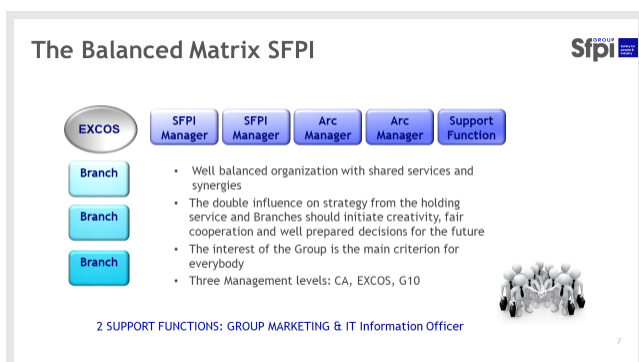 The Balanced Matrix SFPI
GROUP
Sfpi
Safety for
people &
industry
EXCOS
SFPI
Manager
SFPI
Manager
Arc
Manager
Arc
Manager
Support
Function
Branch
Branch
Branch
• Well balanced organization with shared services and
synergies
• The double influence on strategy from the holding
service and Branches should initiate creativity, fair
cooperation and well prepared decisions for the future
• The interest of the Group is the main criterion for
everybody
• Three Management levels: CA, EXCOS, G10
2 SUPPORT FUNCTIONS: GROUP MARKETING & IT Information Officer
7